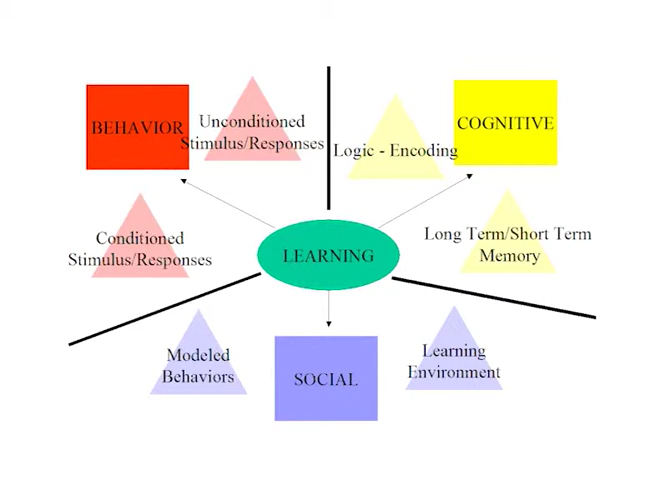 BEHAVIOR
Unconditioned
Stimulus/Responses
Logic - Encoding
COGNITIVE
Conditioned
Stimulus/Responses
LEARNING
Long Term/Short Term
Memory
Modeled
Behaviors
SOCIAL
Learning
Environment